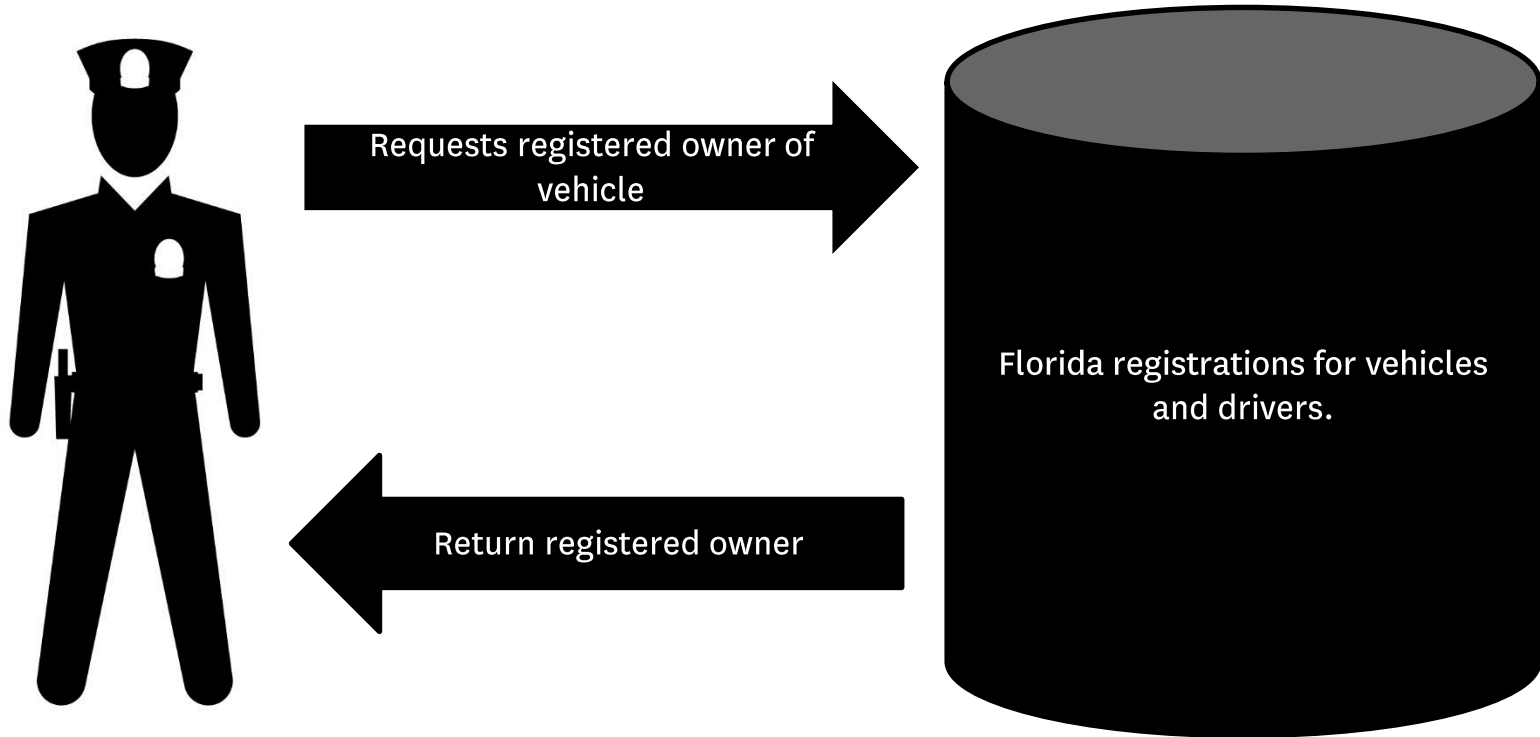 Requests registered owner of
vehicle
Florida registrations for vehicles
and drivers.
Return registered owner